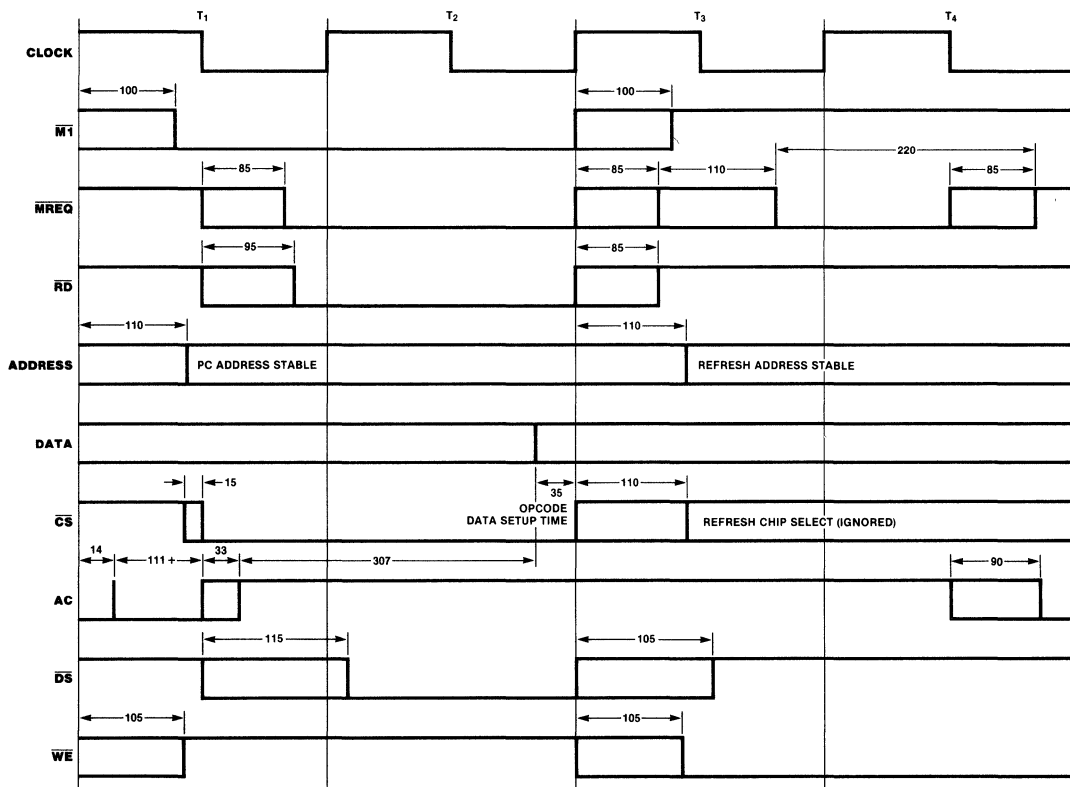 T1 T2 T3 T4
CLOCK
100 100
M1
220
85 85 110 85
MREQ
95 85
RD
110 110
ADDRESS PC ADDRESS STABLE REFRESH ADDRESS STABLE
DATA
15 35 110
OPCODE
CS DATA SETUP TIME REFRESH CHIP SELECT (IGNORED)
14 111+ 33 307
90
AC
115 105
DS
105 105
WE